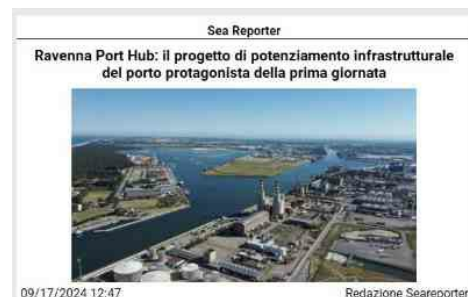 Sea Reporter
Ravenna Port Hub: il progetto di potenziamento infrastrutturale
del porto protagonista della prima giornata
09/17/2024 12:47
Redazione Seareporter